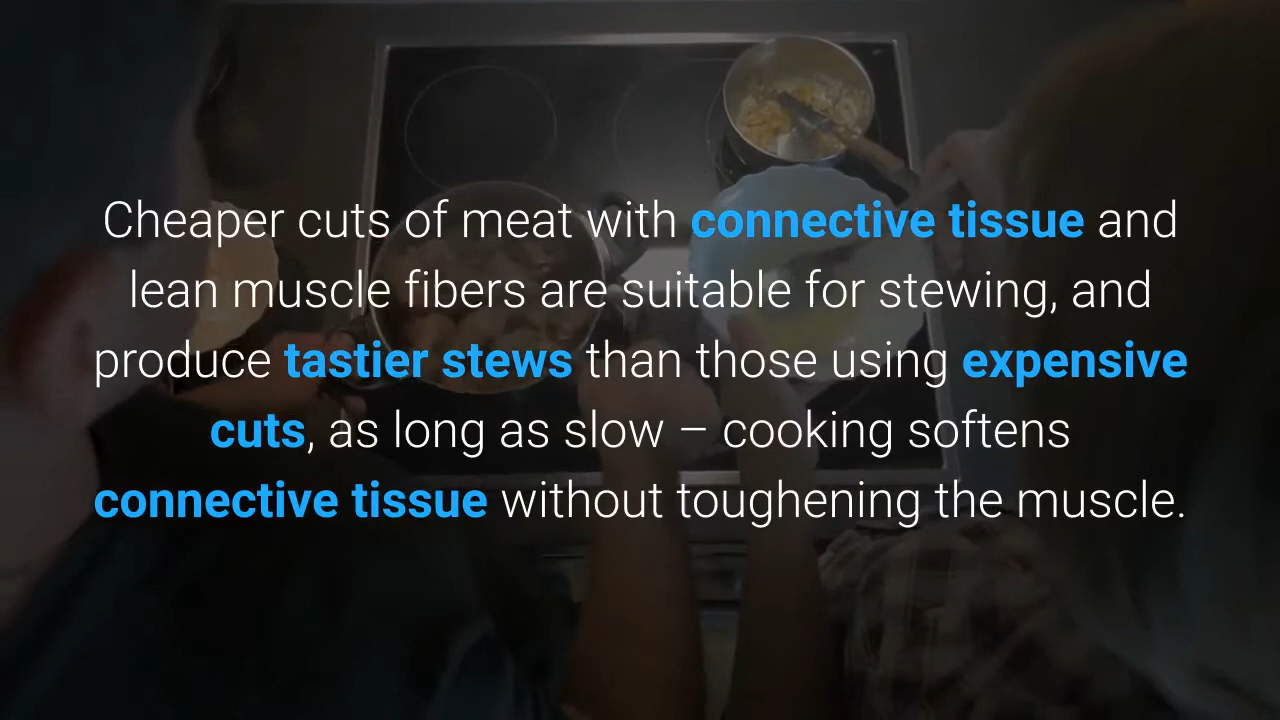 Cheaper cuts of meat with connective tissue and
lean muscle fibers are suitable for stewing, and
produce tastier stews than those using expensive
cuts, as long as slow – cooking softens
connective tissue without toughening the muscle.